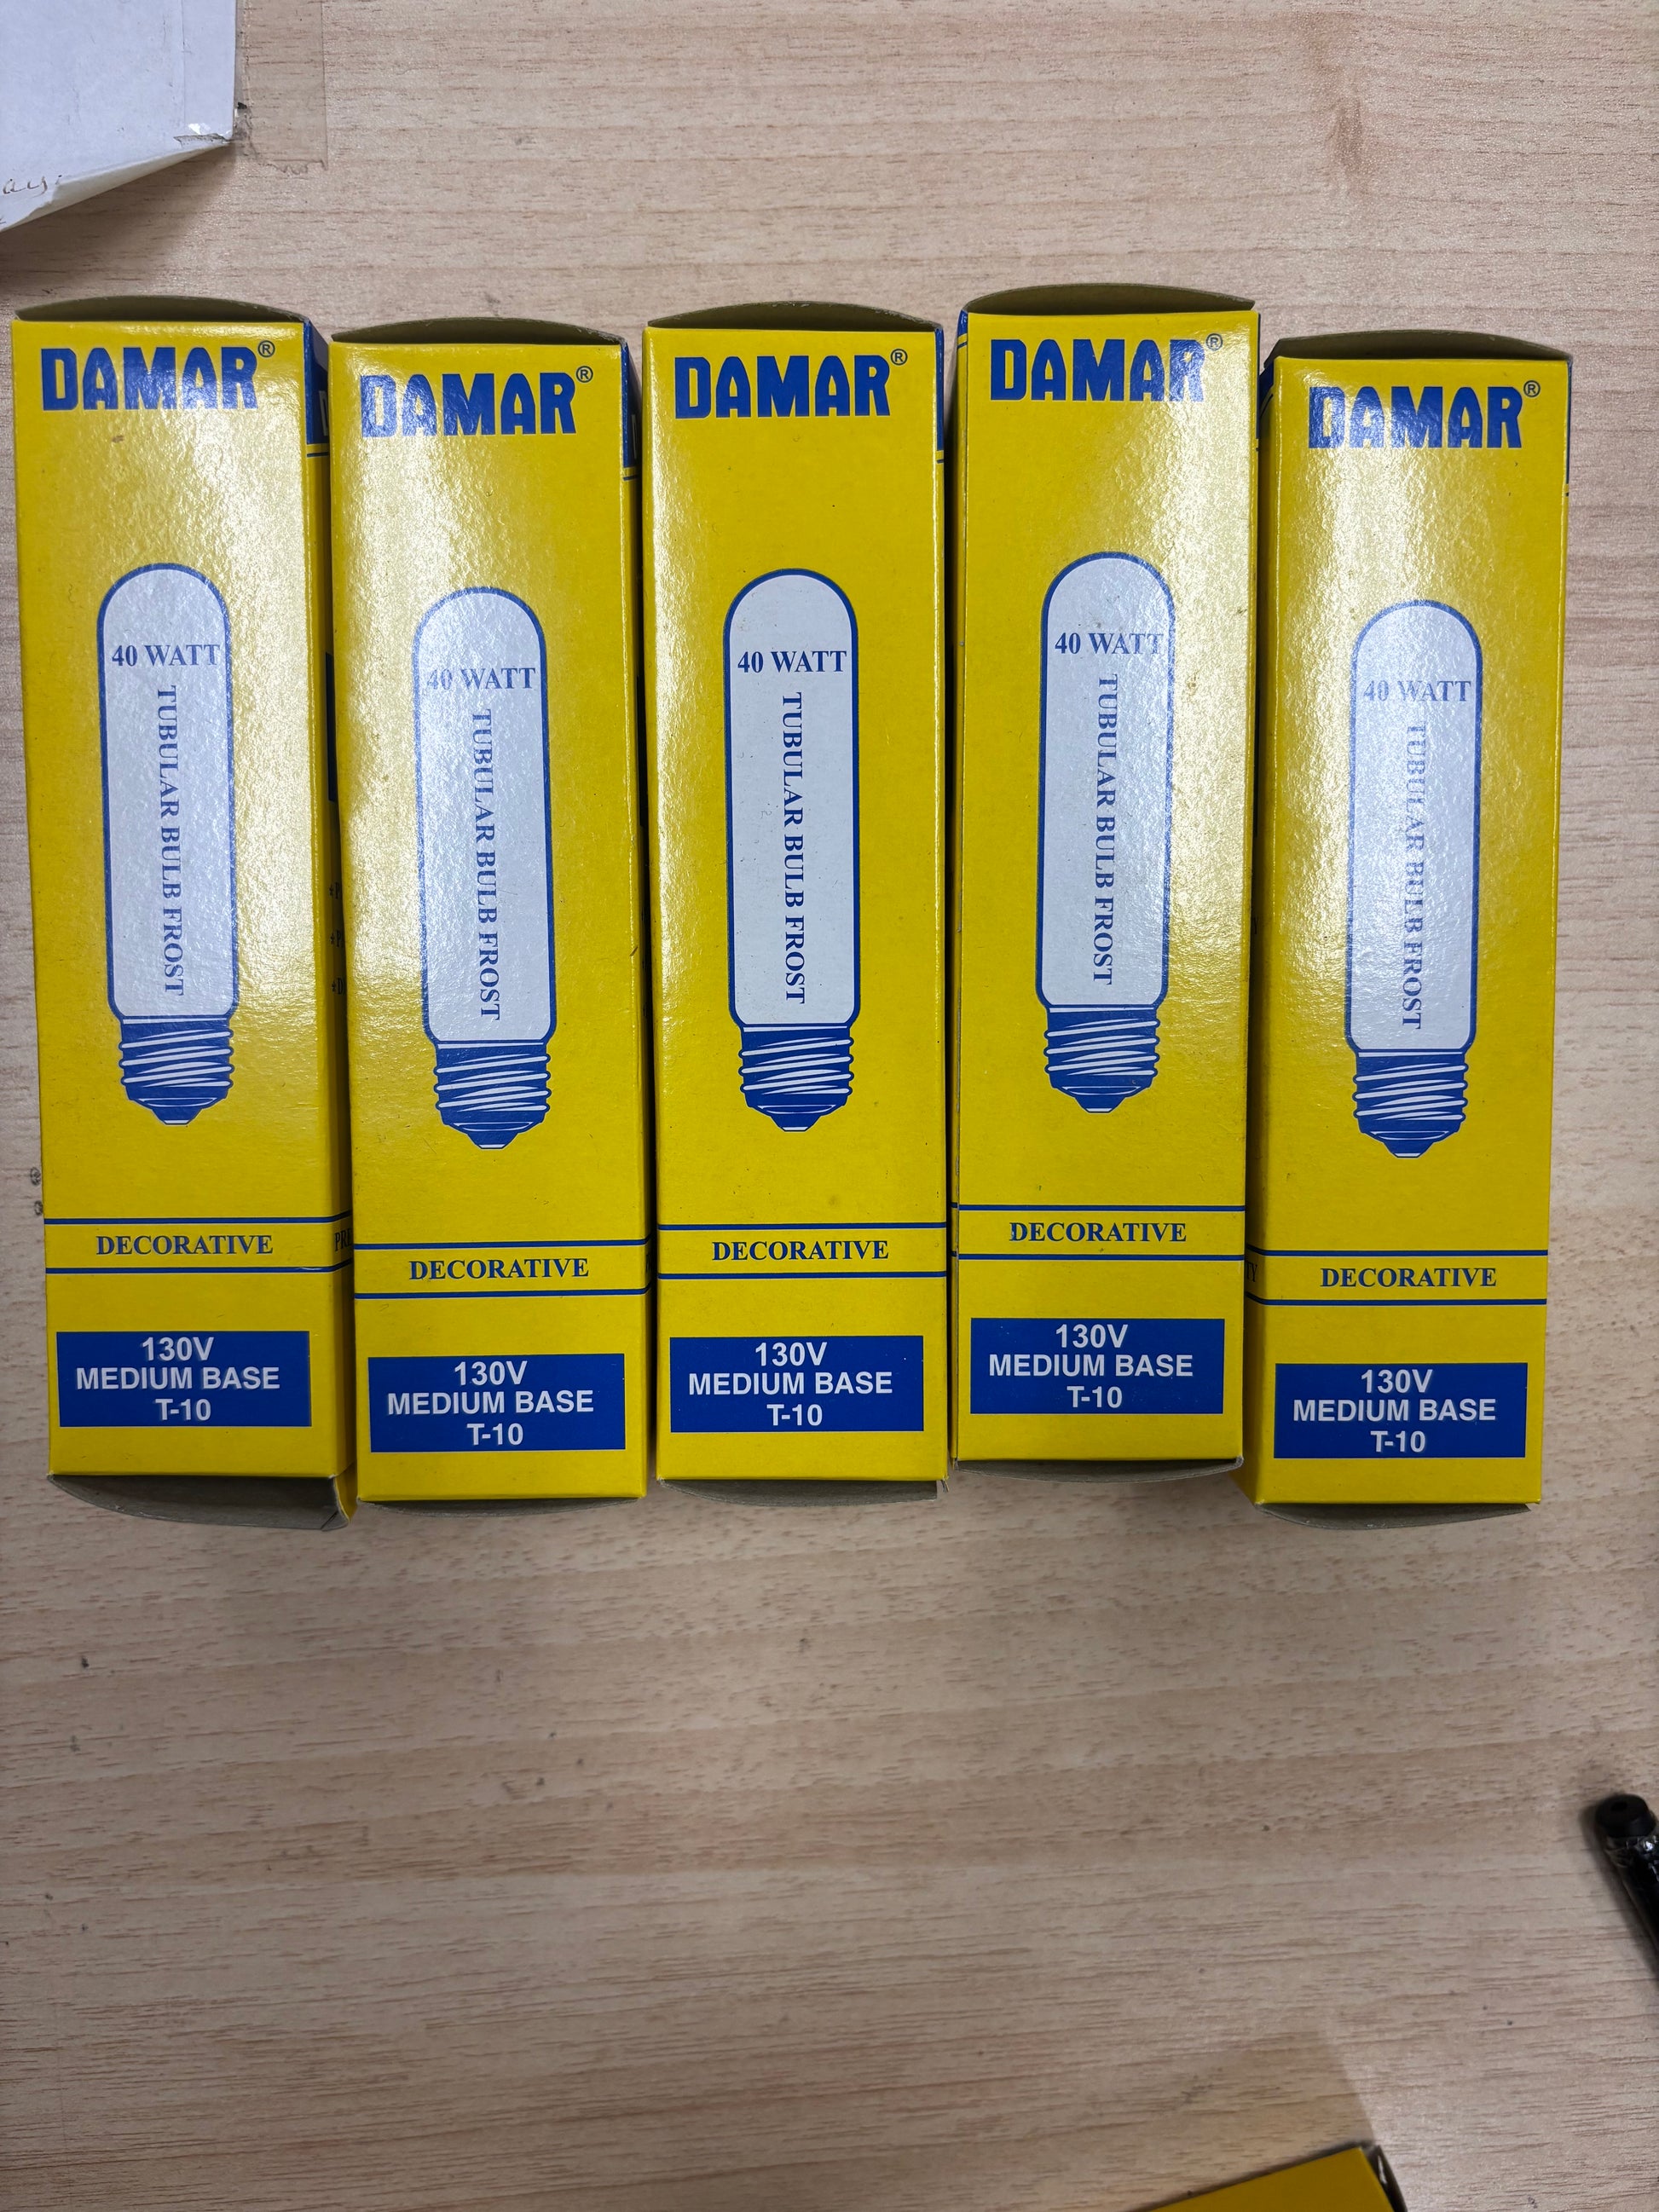 DAMAR®
40 WATT
TUBULAR BULB FROST
DECORATIVE
130V
MEDIUM BASE
T-10
DAMAR®
40 WATT
TUBULAR BULB FROST
DECORATIVE
130V
MEDIUM BASE
T-10
DAMAR®
40 WATT
TUBULAR BULB FROST
DECORATIVE
130V
MEDIUM BASE
T-10
DAMAR®
40 WATT
TUBULAR BULB FROST
DECORATIVE
130V
MEDIUM BASE
T-10
DAMAR®
40 WATT
TUBULAR BULB FROST
DECORATIVE
130V
MEDIUM BASE
T-10